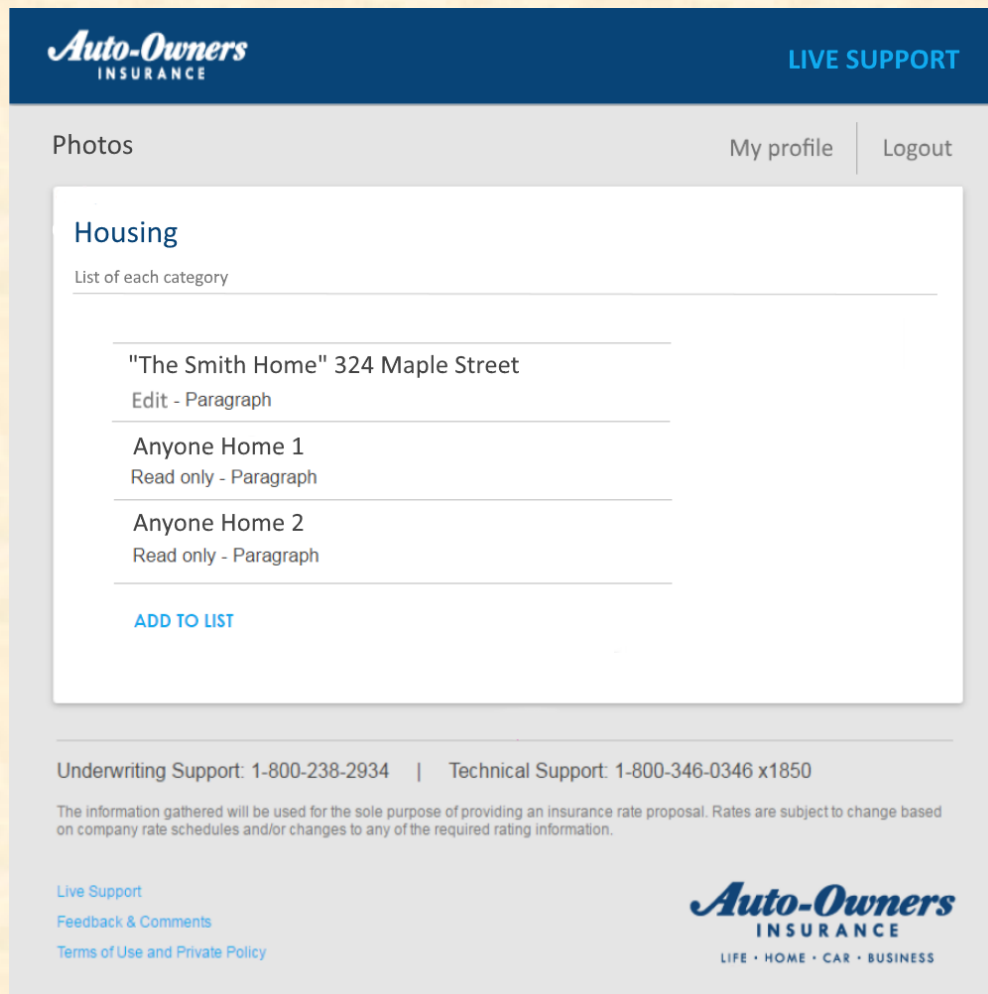 Auto-Owners
INSURANCE
LIVE SUPPORT
Photos
My profile
Logout
Housing
List of each category
"The Smith Home" 324 Maple Street
Edit - Paragraph
Anyone Home 1
Read only - Paragraph
Anyone Home 2
Read only - Paragraph
ADD TO LIST
Underwriting Support: 1-800-238-2934 | Technical Support: 1-800-346-0346 x1850
The information gathered will be used for the sole purpose of providing an insurance rate proposal. Rates are subject to change based
on company rate schedules and/or changes to any of the required rating information.
Live Support
Feedback & Comments
Terms of Use and Private Policy
Auto-Owners
INSURANCE
LIFE • HOME • CAR • BUSINESS